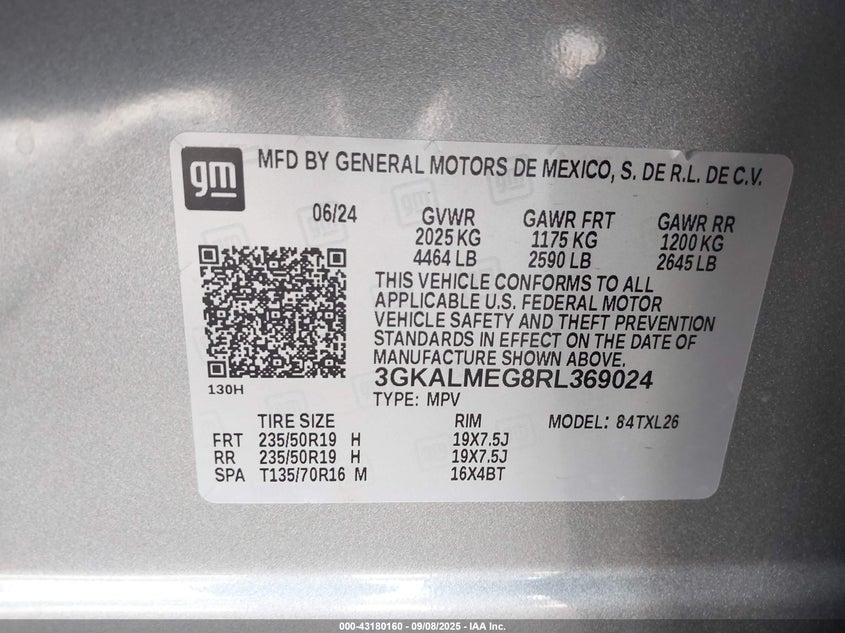 gm
MFD BY GENERAL MOTORS DE MEXICO, S. DE R.L. DE C.V.
06/24 GVWR GAWR FRT GAWR RR
2025 KG 1175 KG 1200 KG
4464 LB 2590 LB 2645 LB
THIS VEHICLE CONFORMS TO ALL
APPLICABLE U.S. FEDERAL MOTOR
VEHICLE SAFETY AND THEFT PREVENTION
STANDARDS IN EFFECT ON THE DATE OF
MANUFACTURE SHOWN ABOVE.
3GKALMEG8RL369024
130H
TYPE: MPV
TIRE SIZE RIM MODEL: 84TXL26
FRT 235/50R19 H 19X7.5J
RR 235/50R19 H 19X7.5J
SPA T135/70R16 M 16X4BT
000-43180160 - 09/08/2025 - IAA Inc.